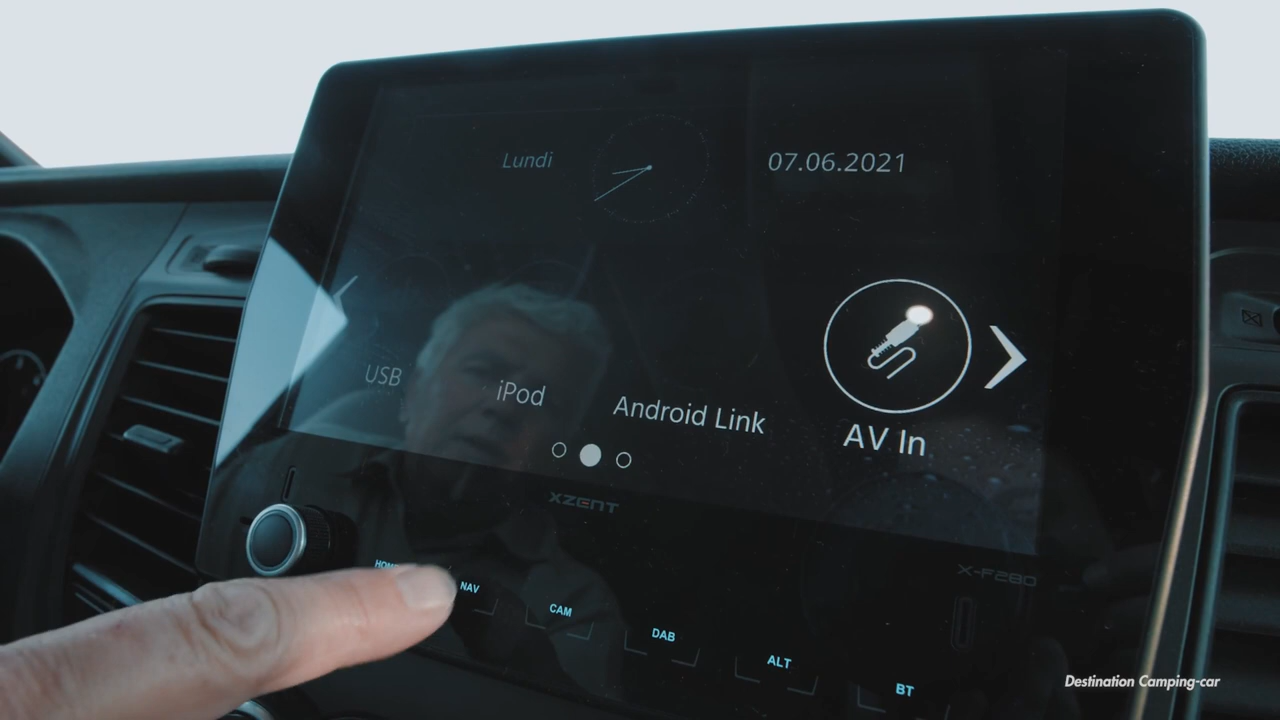 Lundi
07.06.2021
USB
iPod
Android Link
AV In
XZENT
X-F280
HOME
NAV
CAM
DAB
ALT
BT
Destination Camping-car